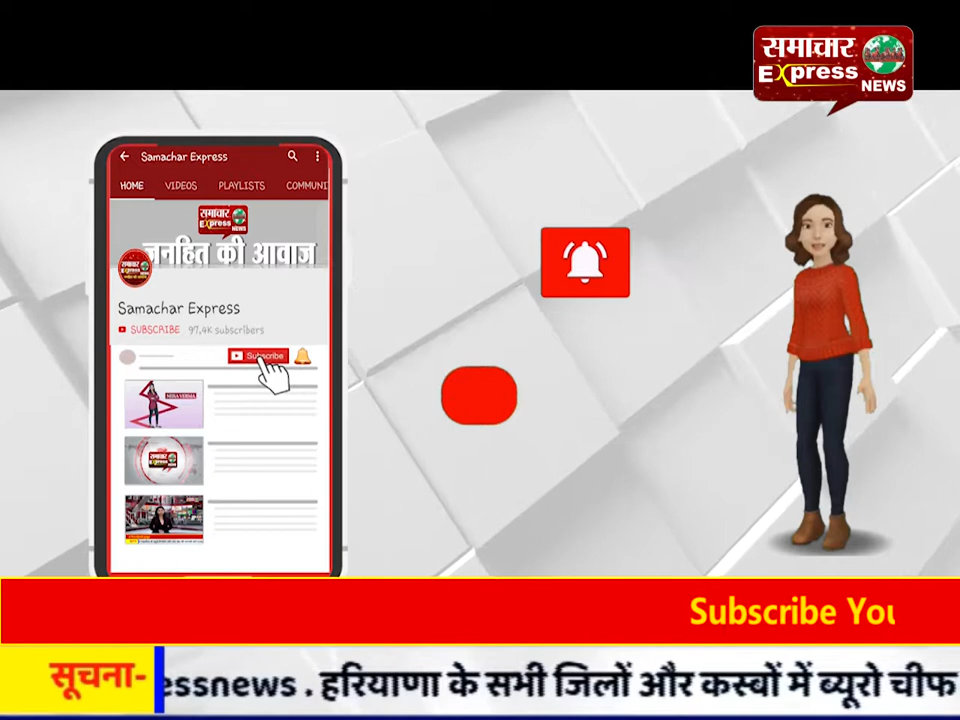 समाचार
Express
NEWS
Samachar Express
HOME VIDEOS PLAYLISTS COMMUNI
समाचार
Express
NEWS
जनहित की आवाज
Samachar Express
SUBSCRIBE 97,4K subscribers
Subscribe
Subscribe You
सूचना- essnews . हरियाणा के सभी जिलों और कस्बों में ब्यूरो चीफ